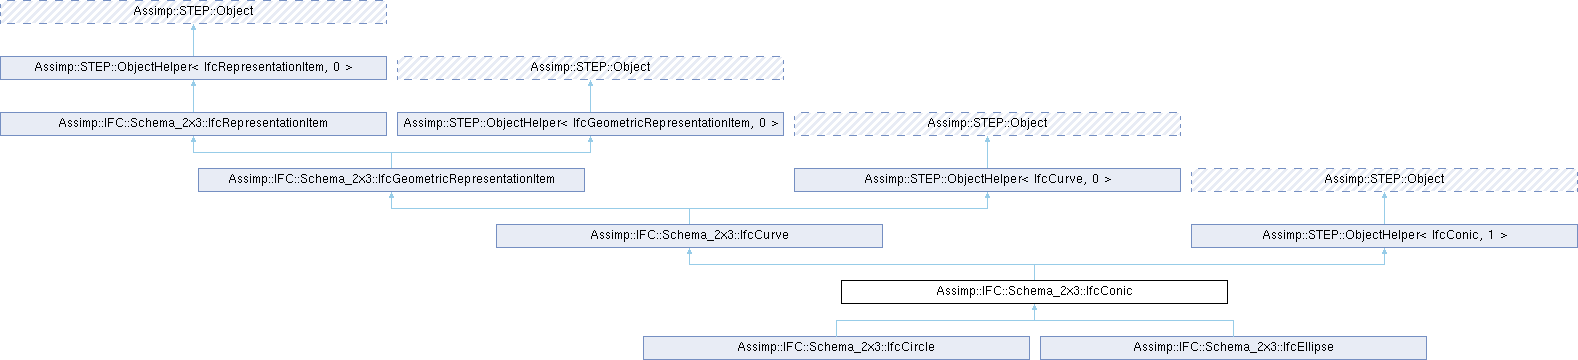 Assimp::STEP::Object
Assimp::STEP::ObjectHelper< IfcRepresentationItem, 0 >
Assimp::STEP::Object
Assimp::IFC::Schema_2x3::IfcRepresentationItem
Assimp::STEP::ObjectHelper< IfcGeometricRepresentationItem, 0 >
Assimp::STEP::Object
Assimp::IFC::Schema_2x3::IfcGeometricRepresentationItem
Assimp::STEP::ObjectHelper< IfcCurve, 0 >
Assimp::STEP::Object
Assimp::IFC::Schema_2x3::IfcCurve
Assimp::STEP::ObjectHelper< IfcConic, 1 >
Assimp::IFC::Schema_2x3::IfcConic
Assimp::IFC::Schema_2x3::IfcCircle
Assimp::IFC::Schema_2x3::IfcEllipse